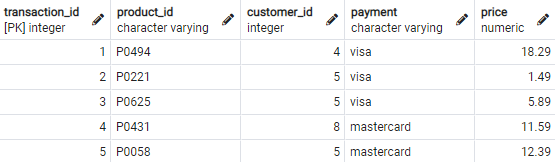 transaction_id product_id customer_id payment price
[PK] integer character varying integer character varying numeric
1 P0494 4 visa 18.29
2 P0221 5 visa 1.49
3 P0625 5 visa 5.89
4 P0431 8 mastercard 11.59
5 P0058 5 mastercard 12.39